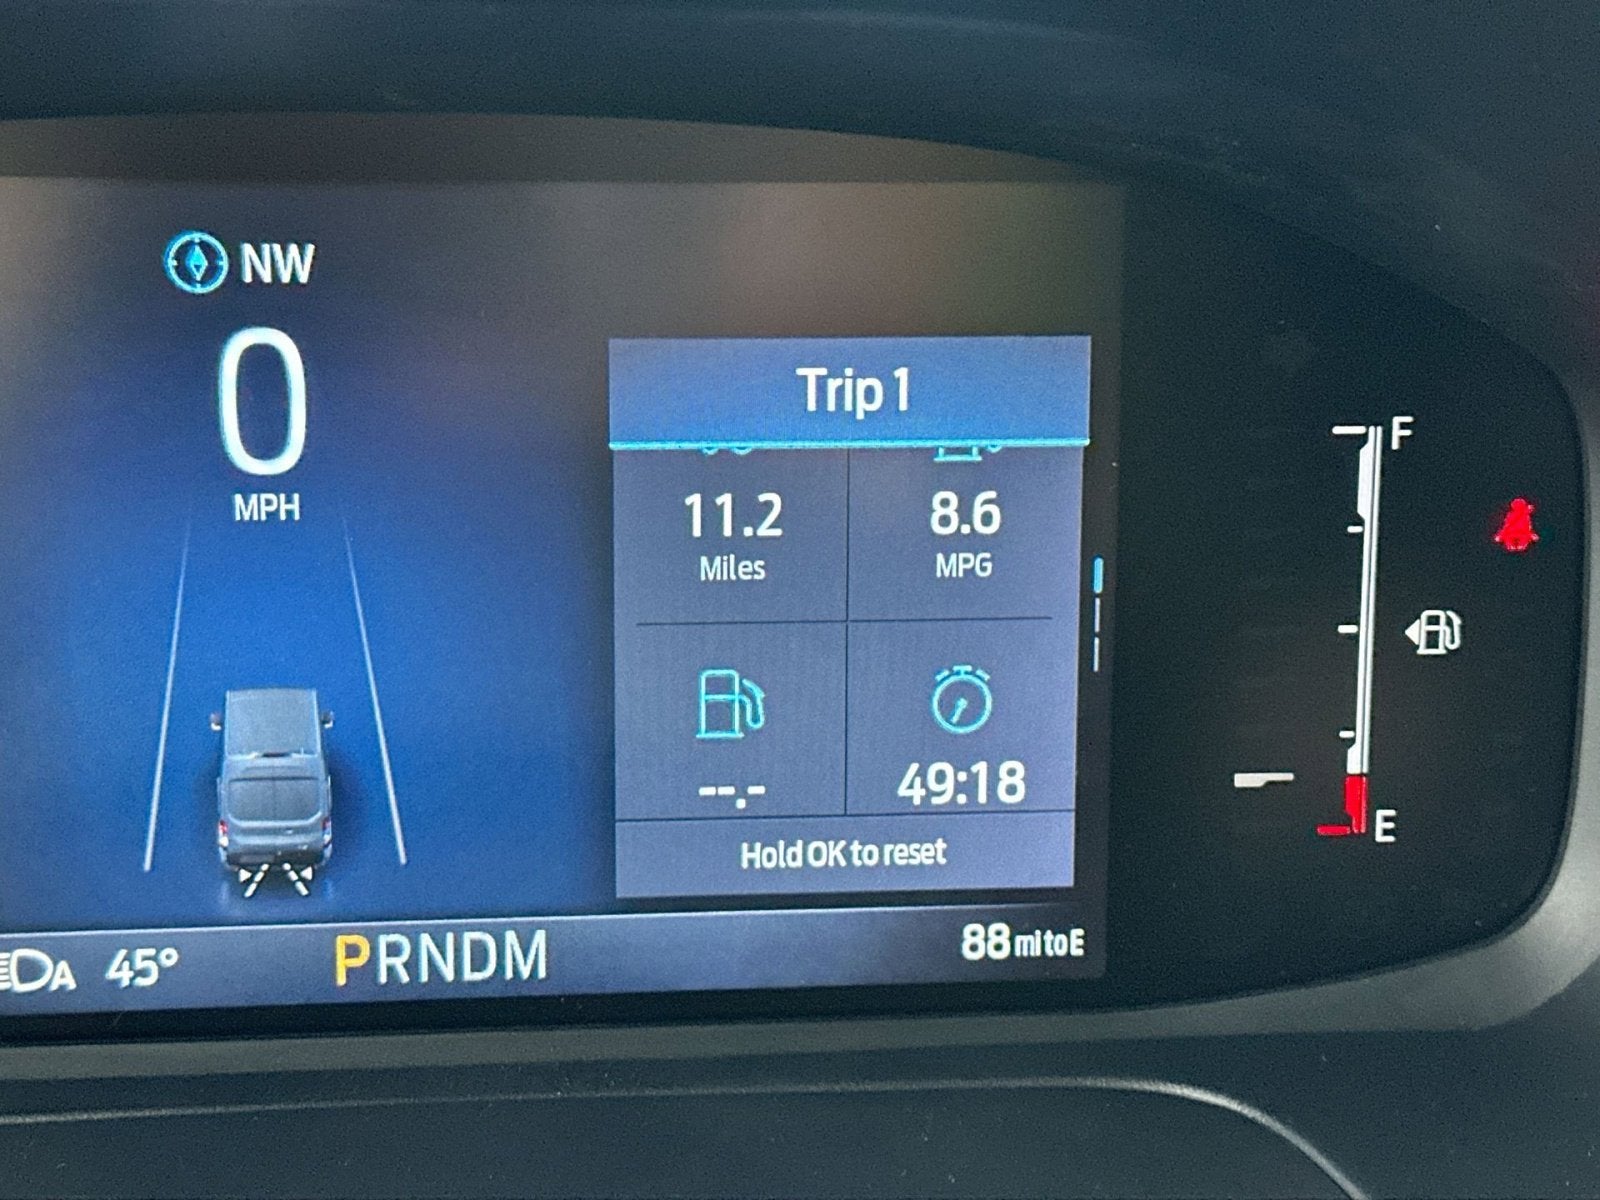 NW
0
MPH
Trip 1
11.2
Miles
8.6
MPG
--.-
49:18
Hold OK to reset
A 45°
PRNDM
88 mi to E
F
E